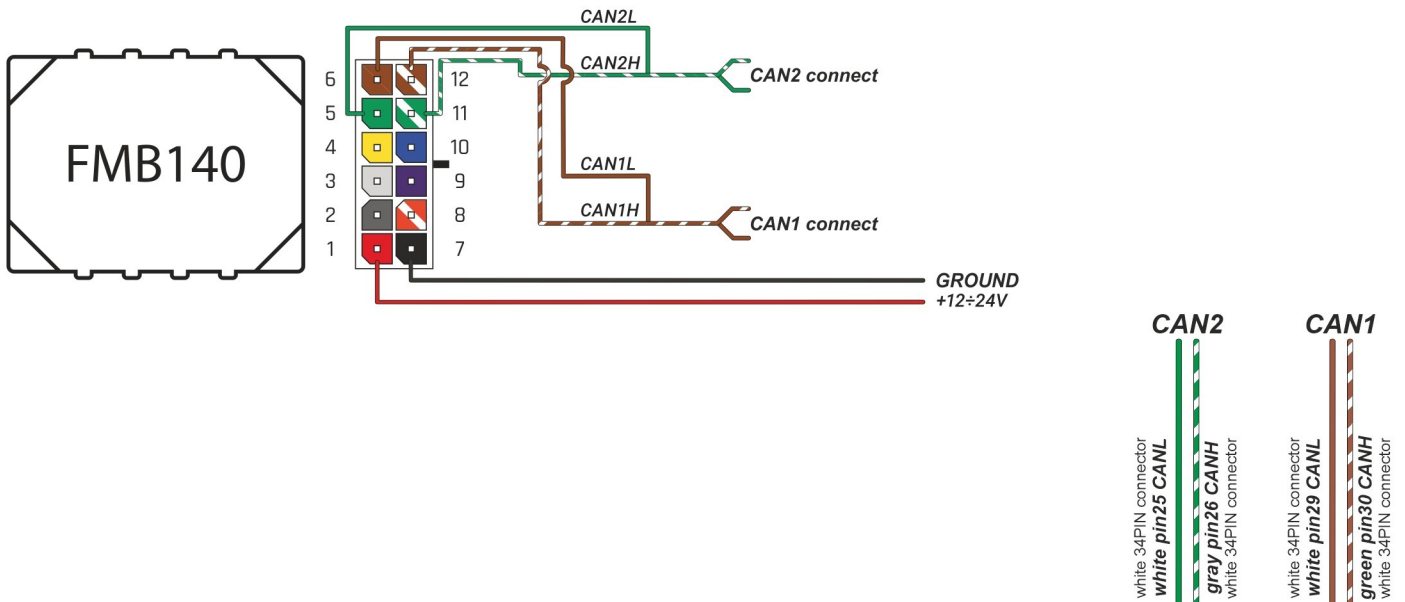 CAN2L
CAN2H
CAN2 connect
FMB140
6
12
5
11
4
10
3
9
2
8
1
7
CAN1L
CAN1H
CAN1 connect
GROUND
+12÷24V
CAN2
white 34PIN connector
white pin25 CANL
gray pin26 CANH
white 34PIN connector
CAN1
white 34PIN connector
white pin29 CANL
green pin30 CANH
white 34PIN connector